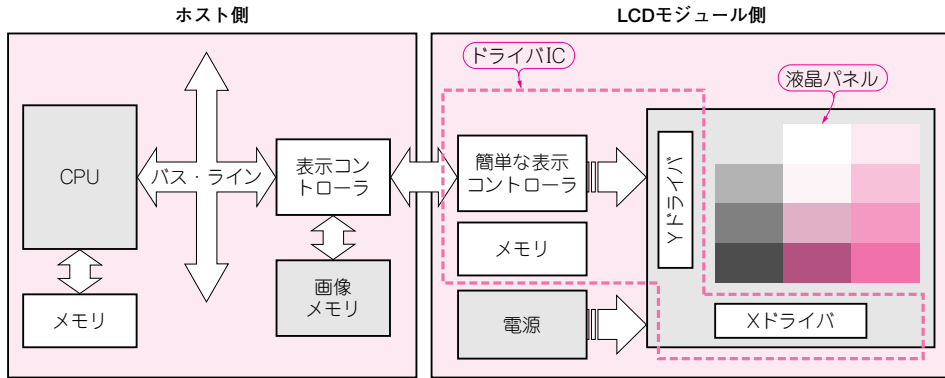 ホスト側
CPU
バス・ライン
表示コント
ローラ
メモリ
画像
メモリ
LCDモジュール側
ドライバIC
液晶パネル
簡単な表示
コントローラ
メモリ
電源
Yドライバ
Xドライバ